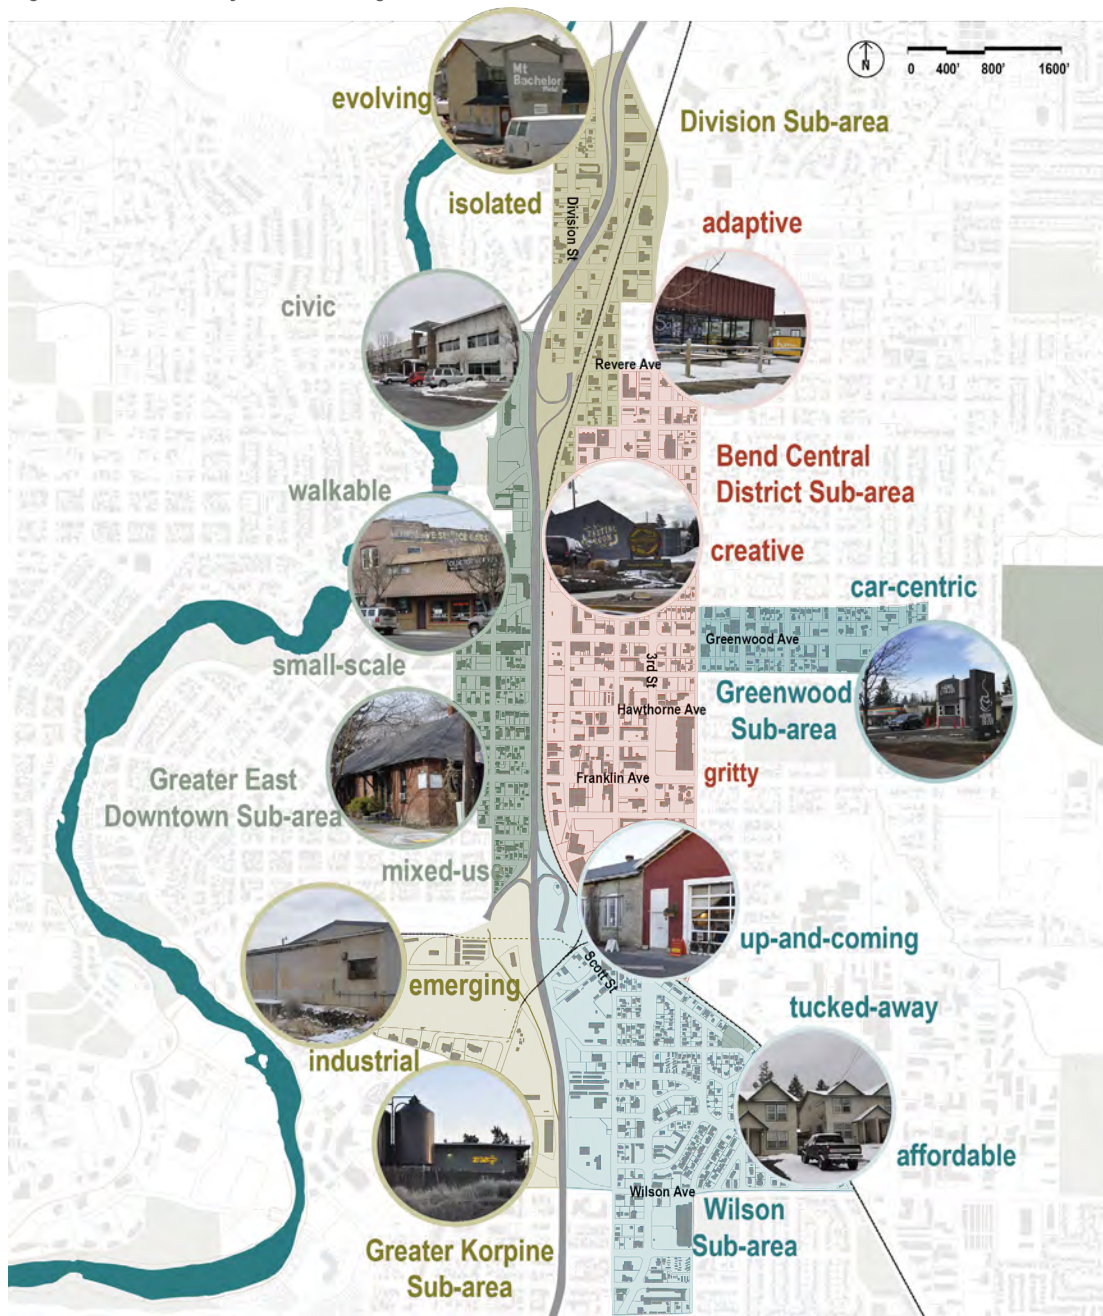 evolving
Mt
Bachelor
Division Sub-area
N
0 400' 800' 1600'
isolated
Division St
adaptive
civic
Revere Ave
Bend Central
District Sub-area
walkable
creative
car-centric
Greenwood Ave
small-scale
3rd St
Greenwood
Sub-area
Hawthorne Ave
Greater East
Downtown Sub-area
Franklin Ave
gritty
mixed-use
up-and-coming
emerging
Scott St
tucked-away
industrial
affordable
Wilson Ave
Wilson
Sub-area
Greater Korpine
Sub-area